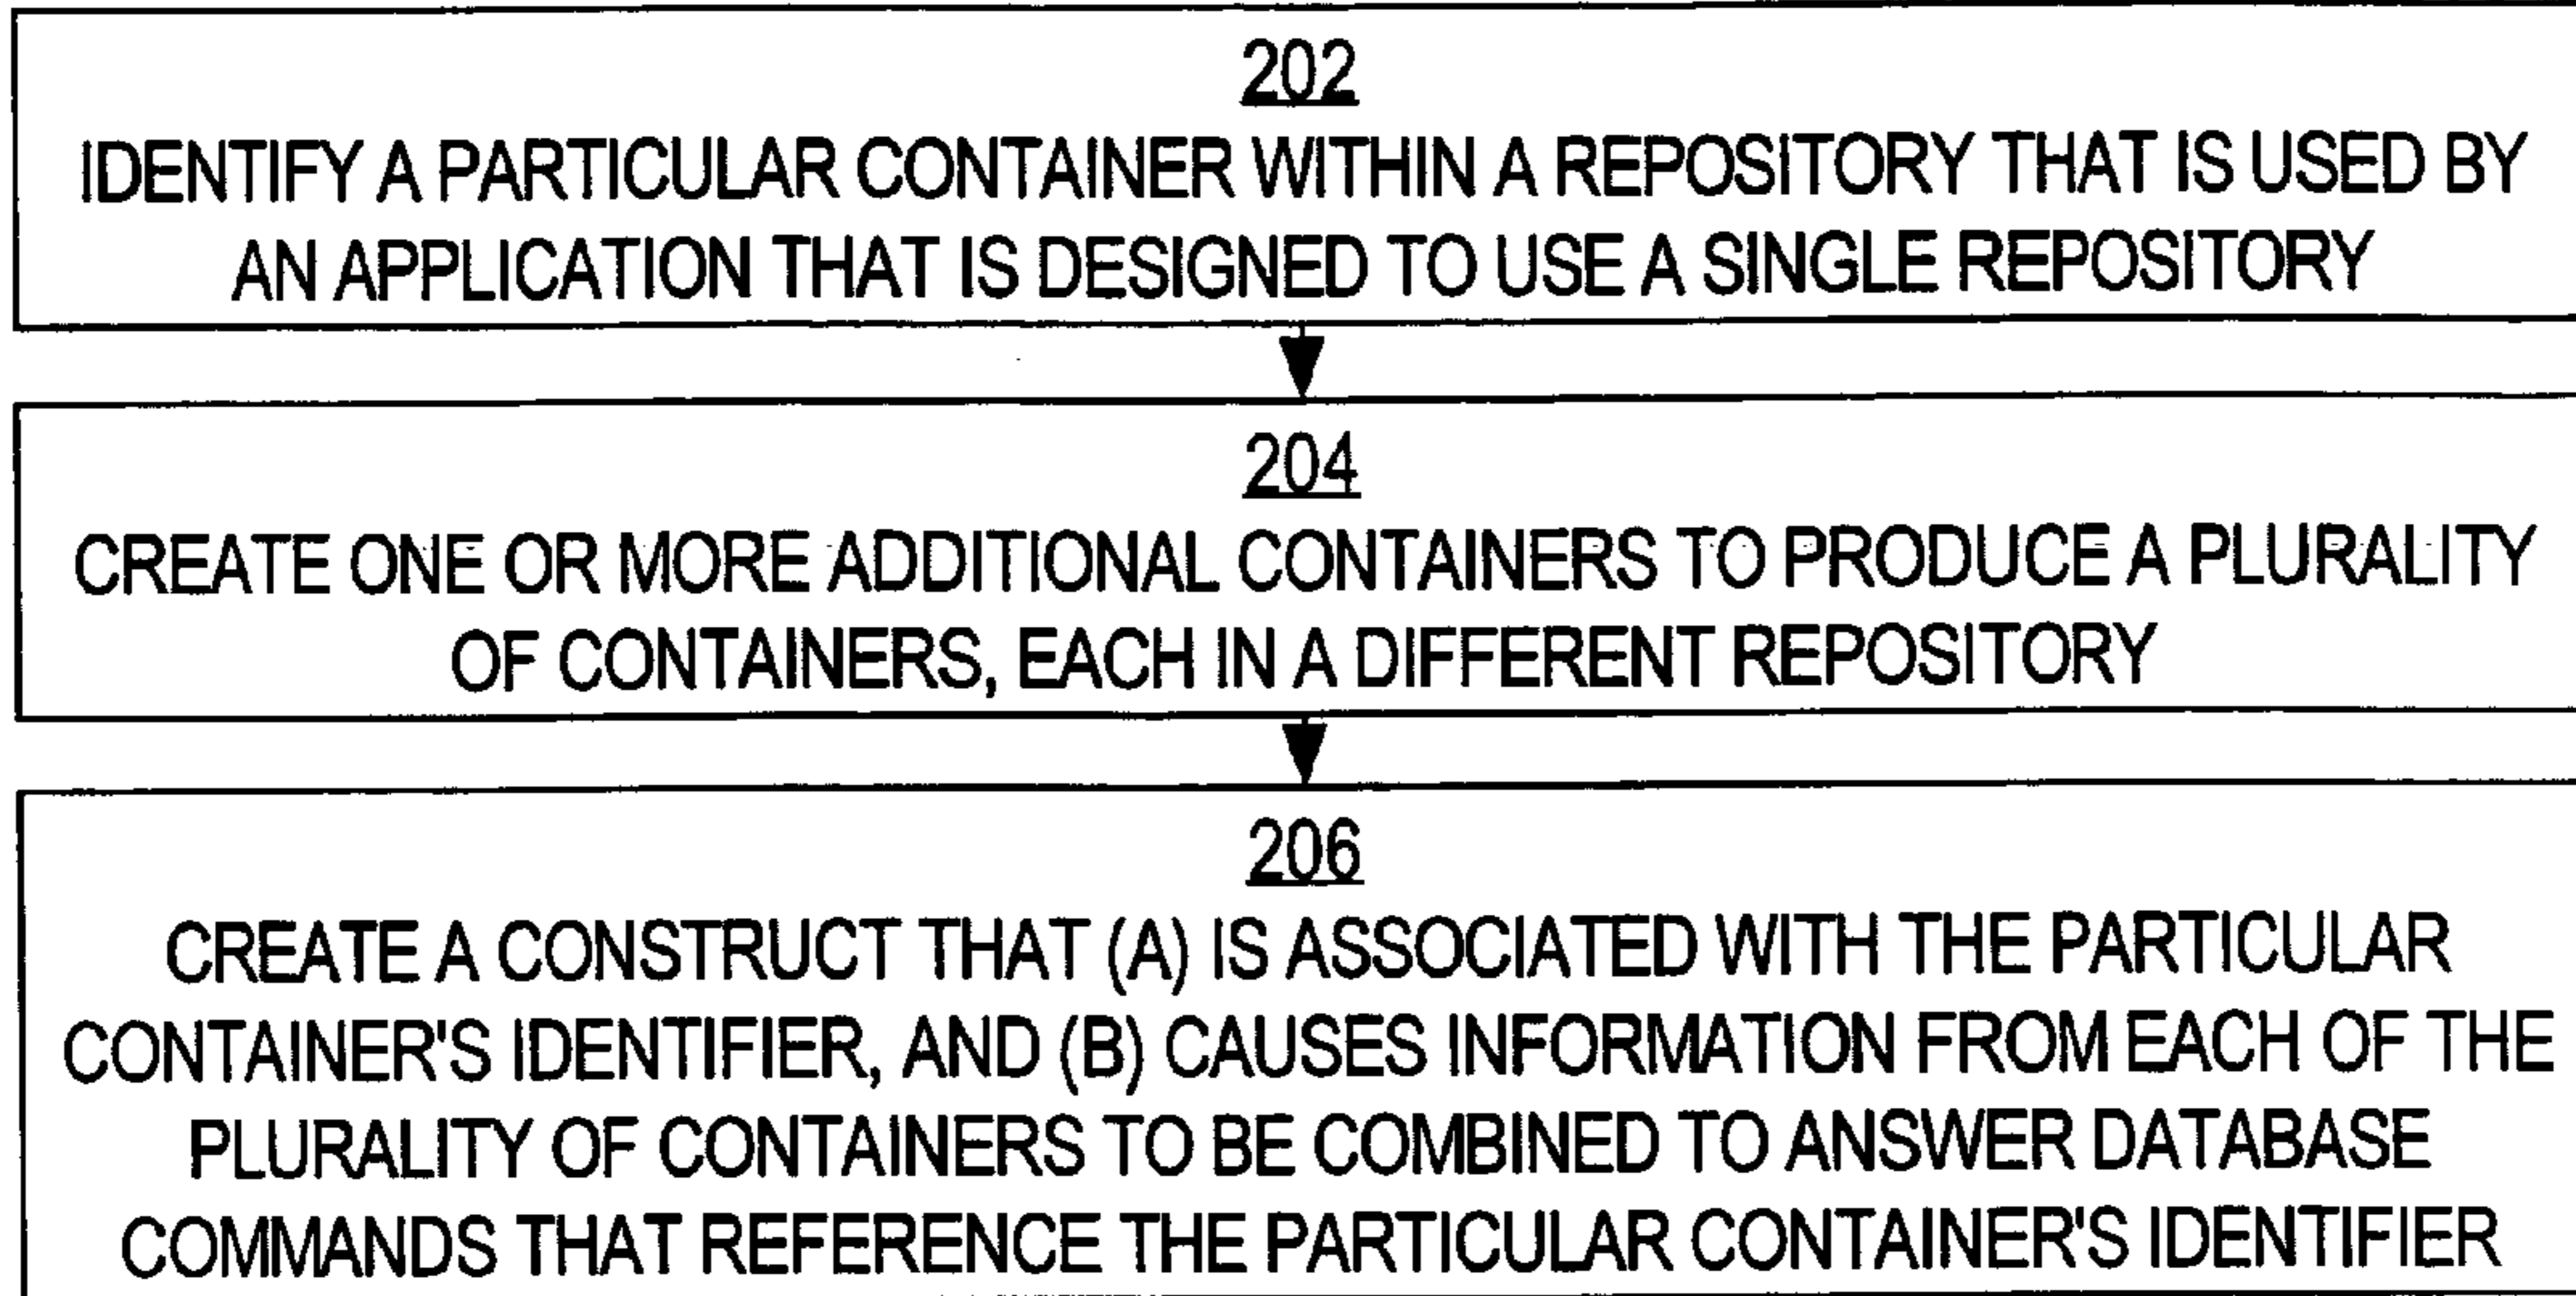 202
IDENTIFY A PARTICULAR CONTAINER WITHIN A REPOSITORY THAT IS USED BY
AN APPLICATION THAT IS DESIGNED TO USE A SINGLE REPOSITORY
204
CREATE ONE OR MORE ADDITIONAL CONTAINERS TO PRODUCE A PLURALITY
OF CONTAINERS, EACH IN A DIFFERENT REPOSITORY
206
CREATE A CONSTRUCT THAT (A) IS ASSOCIATED WITH THE PARTICULAR
CONTAINER'S IDENTIFIER, AND (B) CAUSES INFORMATION FROM EACH OF THE
PLURALITY OF CONTAINERS TO BE COMBINED TO ANSWER DATABASE
COMMANDS THAT REFERENCE THE PARTICULAR CONTAINER'S IDENTIFIER